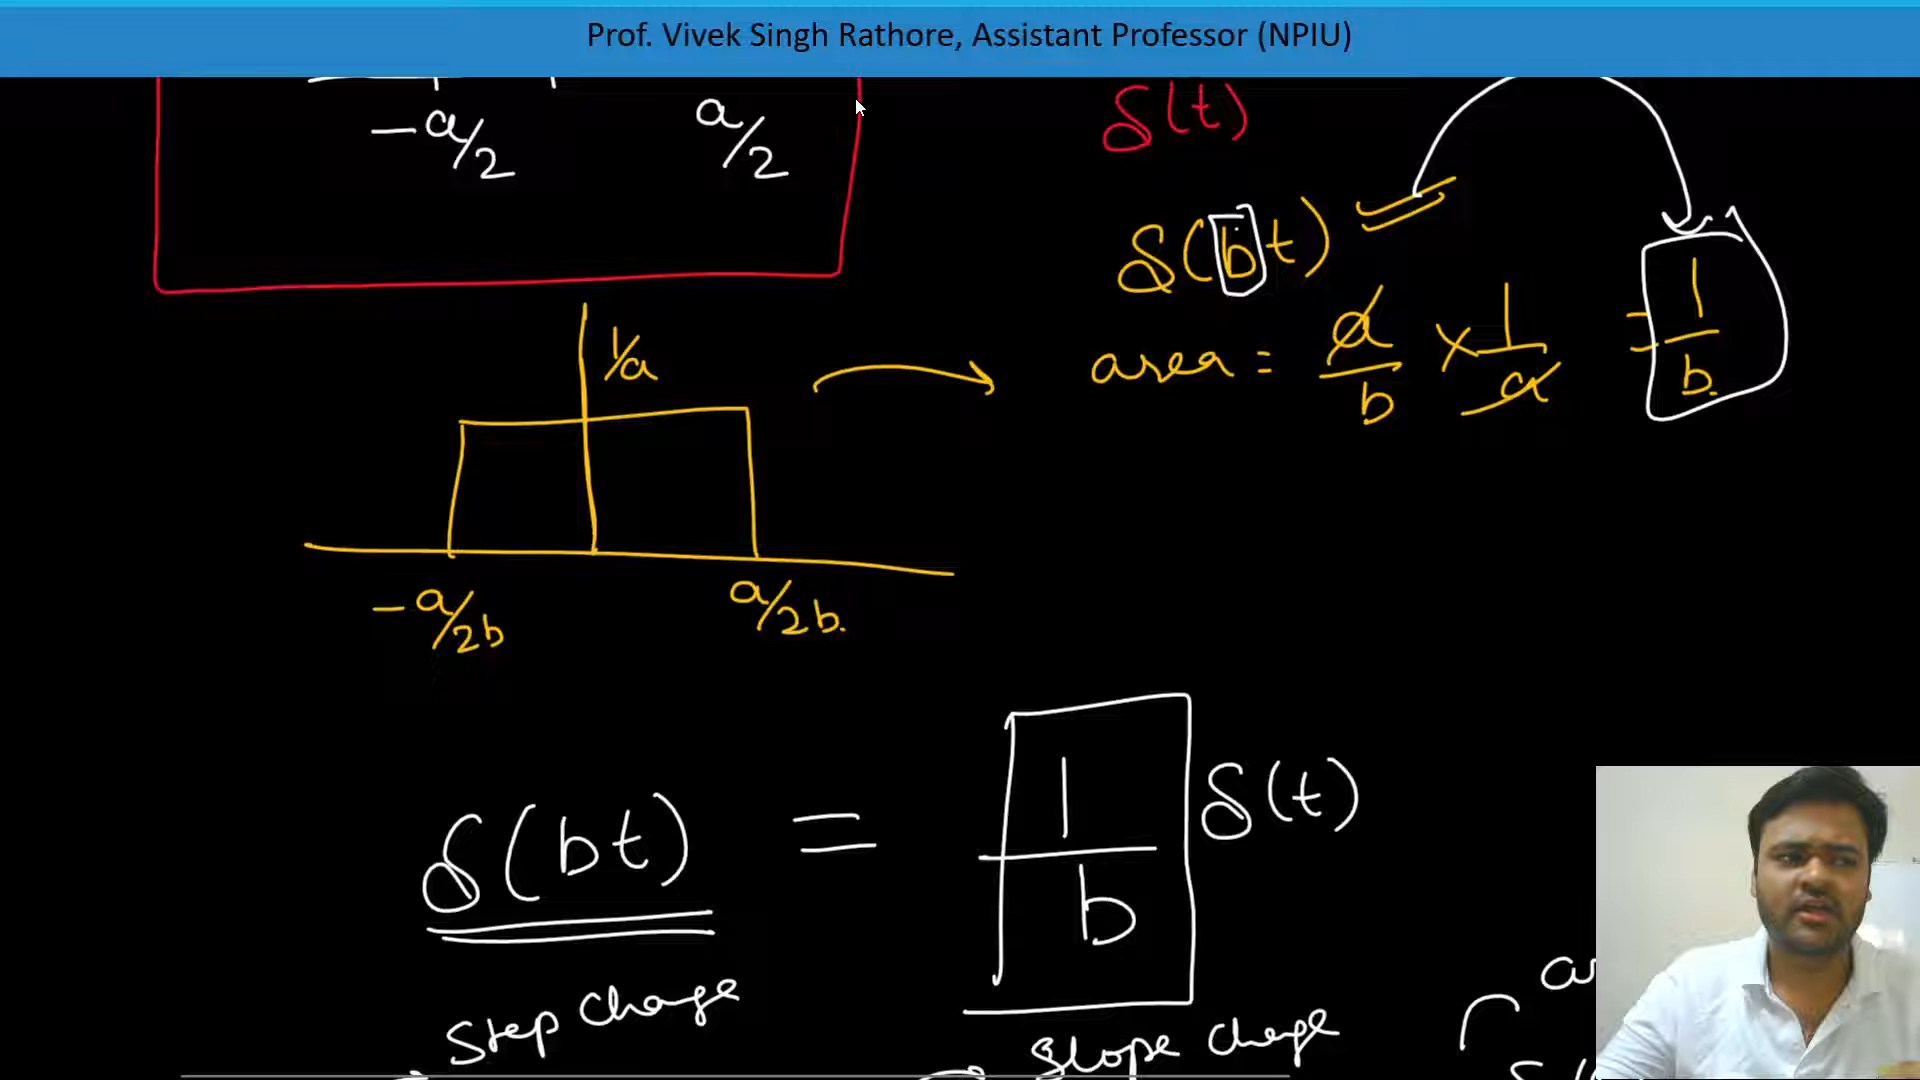 Prof. Vivek Singh Rathore, Assistant Professor (NPIU)
-a/2 a/2
δ(t)
δ(bt)
1/a
area = a/b × 1/a = 1/b.
-a/2b a/2b.
δ(bt) = 1/b δ(t)
Step change
Slope chage